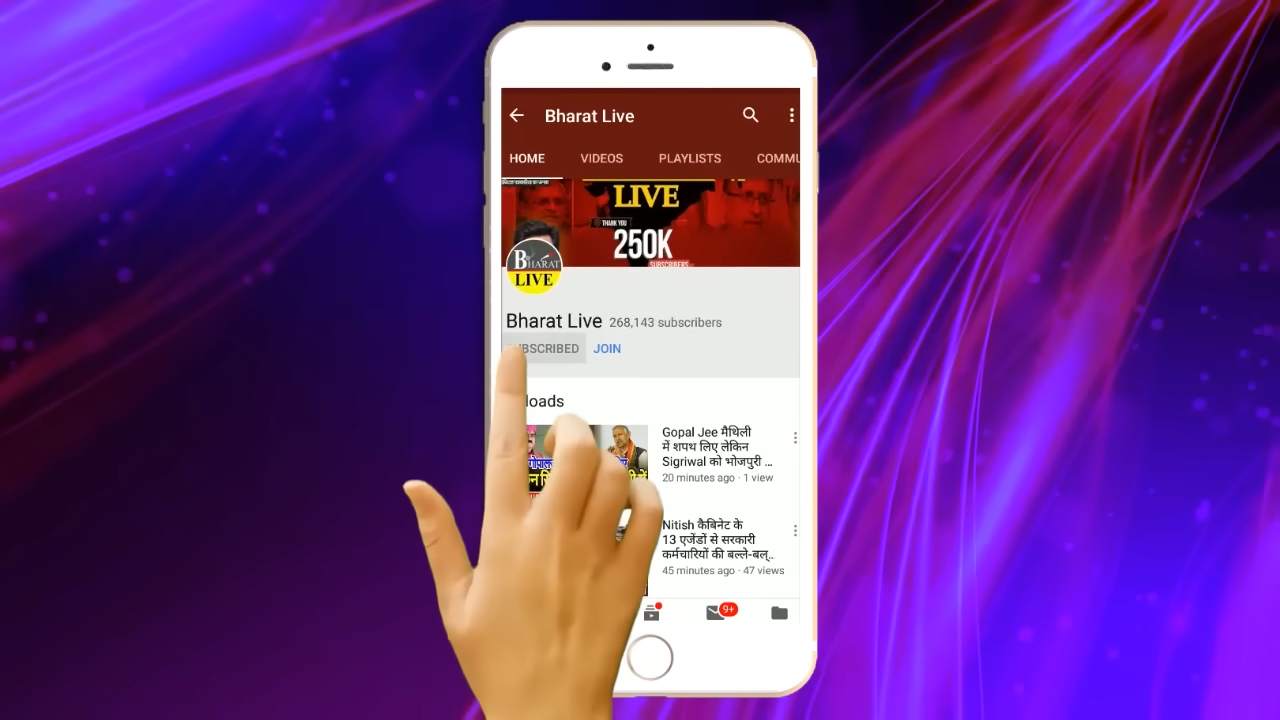 Bharat Live
HOME VIDEOS PLAYLISTS COMMU
LIVE
THANK YOU
250K
SUBSCRIBERS
BHARAT
LIVE
Bharat Live 268,143 subscribers
BSCRIBED JOIN
loads
Gopal Jee मैथिली
में शपथ लिए लेकिन
Sigriwal को भोजपुरी ...
20 minutes ago · 1 view
Nitish कैबिनेट के
13 एजेंडों से सरकारी
कर्मचारियों की बल्ले-बल्..
45 minutes ago · 47 views
9+